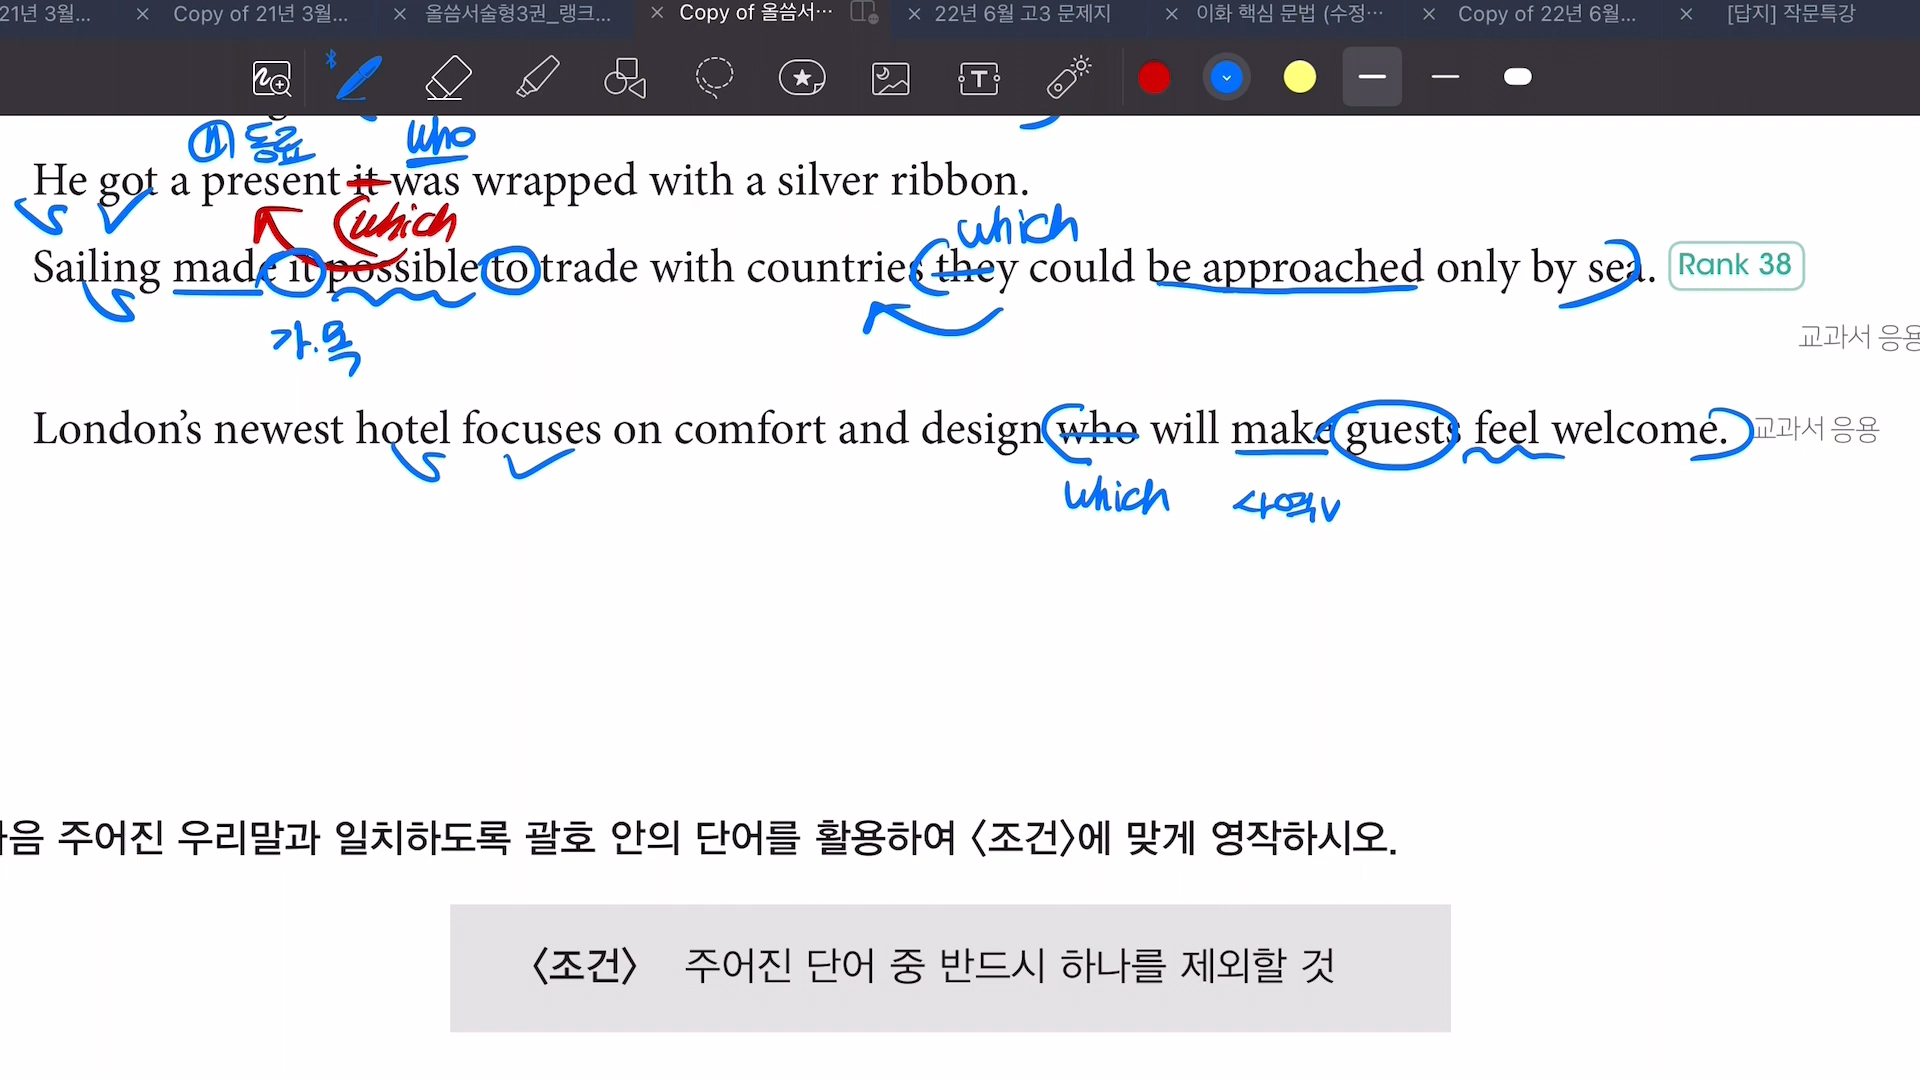 21년 3월... × Copy of 21년 3월... × 올씀서술형3권_랭크... × Copy of 올씀서... × 22년 6월 고3 문제지 × 이화 핵심 문법 (수정... × Copy of 22년 6월... × [답지] 작문특강
동료 who
He got a present it was wrapped with a silver ribbon.
which which
Sailing made it possible to trade with countries they could be approached only by sea. Rank 38
가.목
교과서 응용
London's newest hotel focuses on comfort and design who will make guests feel welcome. 교과서 응용
which 사역v
다음 주어진 우리말과 일치하도록 괄호 안의 단어를 활용하여 〈조건〉에 맞게 영작하시오.
〈조건〉 주어진 단어 중 반드시 하나를 제외할 것